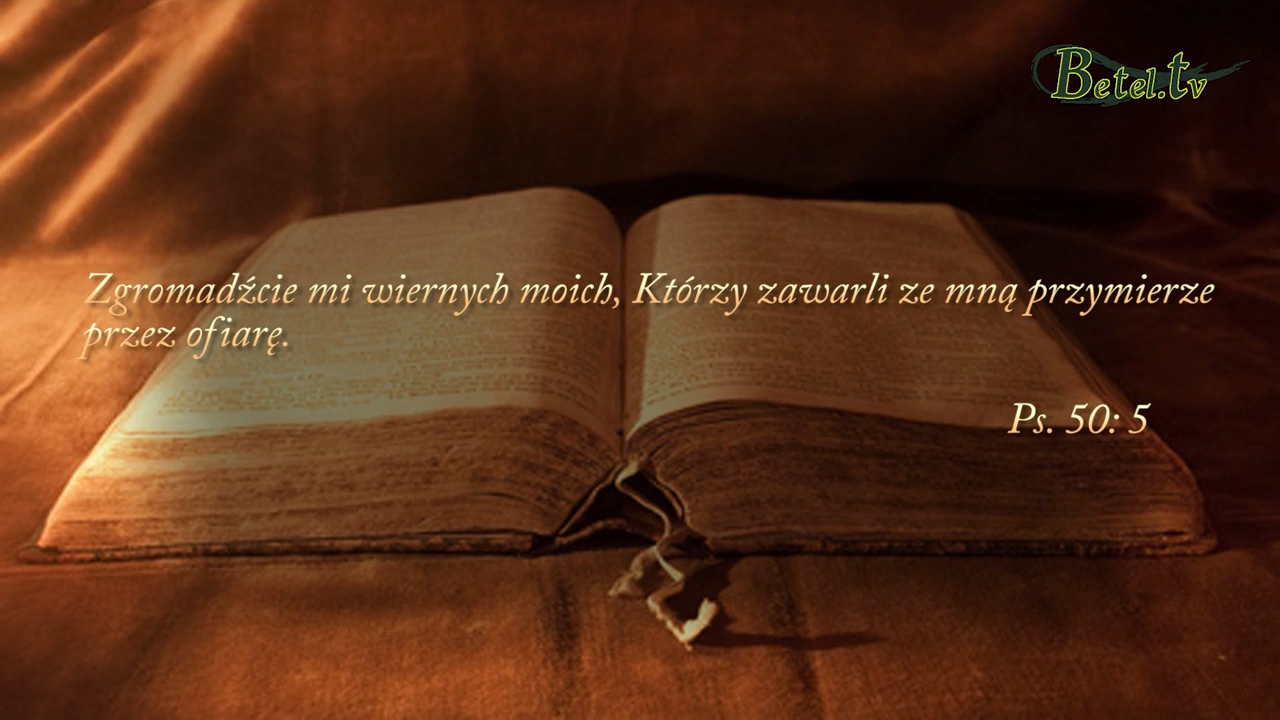 Betel.tv
Zgromadźcie mi wiernych moich, Którzy zawarli ze mną przymierze
przez ofiarę.
Ps. 50: 5